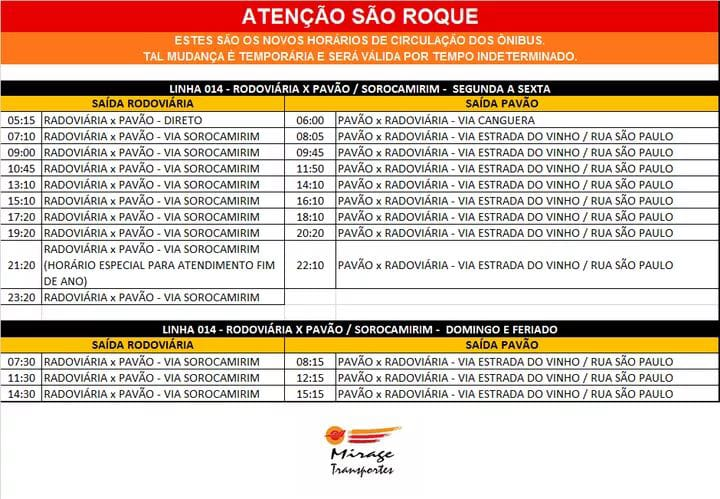 ATENÇÃO SÃO ROQUE
ESTES SÃO OS NOVOS HORÁRIOS DE CIRCULAÇÃO DOS ÔNIBUS.
TAL MUDANÇA É TEMPORÁRIA E SERÁ VÁLIDA POR TEMPO INDETERMINADO.
LINHA 014 - RODOVIÁRIA X PAVÃO / SOROCAMIRIM - SEGUNDA A SEXTA
SAÍDA RODOVIÁRIA SAÍDA PAVÃO
05:15 RADOVIÁRIA x PAVÃO - DIRETO 06:00 PAVÃO x RADOVIÁRIA - VIA CANGUERA
07:10 RADOVIÁRIA x PAVÃO - VIA SOROCAMIRIM 08:05 PAVÃO x RADOVIÁRIA - VIA ESTRADA DO VINHO / RUA SÃO PAULO
09:00 RADOVIÁRIA x PAVÃO - VIA SOROCAMIRIM 09:45 PAVÃO x RADOVIÁRIA - VIA ESTRADA DO VINHO / RUA SÃO PAULO
10:45 RADOVIÁRIA x PAVÃO - VIA SOROCAMIRIM 11:50 PAVÃO x RADOVIÁRIA - VIA ESTRADA DO VINHO / RUA SÃO PAULO
13:10 RADOVIÁRIA x PAVÃO - VIA SOROCAMIRIM 14:10 PAVÃO x RADOVIÁRIA - VIA ESTRADA DO VINHO / RUA SÃO PAULO
15:10 RADOVIÁRIA x PAVÃO - VIA SOROCAMIRIM 16:10 PAVÃO x RADOVIÁRIA - VIA ESTRADA DO VINHO / RUA SÃO PAULO
17:20 RADOVIÁRIA x PAVÃO - VIA SOROCAMIRIM 18:10 PAVÃO x RADOVIÁRIA - VIA ESTRADA DO VINHO / RUA SÃO PAULO
19:20 RADOVIÁRIA x PAVÃO - VIA SOROCAMIRIM 20:20 PAVÃO x RADOVIÁRIA - VIA ESTRADA DO VINHO / RUA SÃO PAULO
RADOVIÁRIA x PAVÃO - VIA SOROCAMIRIM
21:20 (HORÁRIO ESPECIAL PARA ATENDIMENTO FIM 22:10 PAVÃO x RADOVIÁRIA - VIA ESTRADA DO VINHO / RUA SÃO PAULO
DE ANO)
23:20 RADOVIÁRIA x PAVÃO - VIA SOROCAMIRIM
LINHA 014 - RODOVIÁRIA X PAVÃO / SOROCAMIRIM - DOMINGO E FERIADO
SAÍDA RODOVIÁRIA SAÍDA PAVÃO
07:30 RADOVIÁRIA x PAVÃO - VIA SOROCAMIRIM 08:15 PAVÃO x RADOVIÁRIA - VIA ESTRADA DO VINHO / RUA SÃO PAULO
11:30 RADOVIÁRIA x PAVÃO - VIA SOROCAMIRIM 12:15 PAVÃO x RADOVIÁRIA - VIA ESTRADA DO VINHO / RUA SÃO PAULO
14:30 RADOVIÁRIA x PAVÃO - VIA SOROCAMIRIM 15:15 PAVÃO x RADOVIÁRIA - VIA ESTRADA DO VINHO / RUA SÃO PAULO
Mirage
Transportes